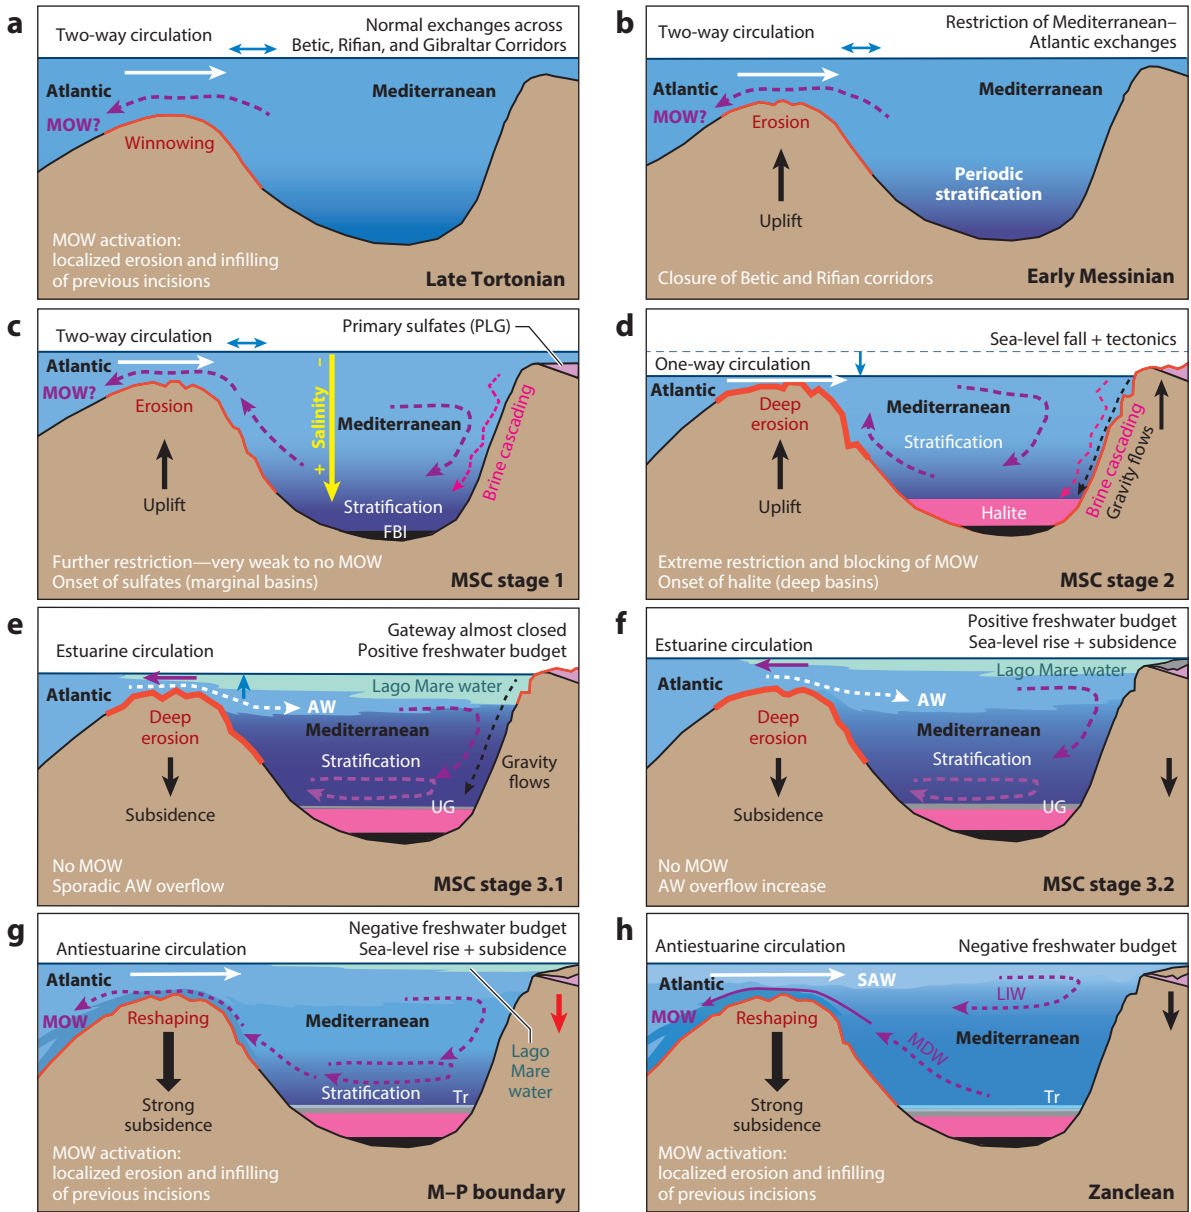 a
Two-way circulation
Normal exchanges across
Betic, Rifian, and Gibraltar Corridors
Atlantic
Mediterranean
MOW?
Winnowing
MOW activation:
localized erosion and infilling
of previous incisions
Late Tortonian
b
Two-way circulation
Restriction of Mediterranean–
Atlantic exchanges
Atlantic
Mediterranean
MOW?
Erosion
Periodic
stratification
Uplift
Closure of Betic and Rifian corridors
Early Messinian
c
Two-way circulation
Primary sulfates (PLG)
Atlantic
MOW?
Erosion
–
Salinity
+
Mediterranean
Brine cascading
Uplift
Stratification
FBI
Further restriction—very weak to no MOW
Onset of sulfates (marginal basins)
MSC stage 1
d
Sea-level fall + tectonics
One-way circulation
Atlantic
Deep
erosion
Mediterranean
Stratification
Brine cascading
Gravity flows
Uplift
Halite
Extreme restriction and blocking of MOW
Onset of halite (deep basins)
MSC stage 2
e
Estuarine circulation
Gateway almost closed
Positive freshwater budget
Atlantic
Lago Mare water
AW
Deep
erosion
Mediterranean
Stratification
Gravity
flows
Subsidence
UG
No MOW
Sporadic AW overflow
MSC stage 3.1
f
Estuarine circulation
Positive freshwater budget
Sea-level rise + subsidence
Lago Mare water
Atlantic
AW
Deep
erosion
Mediterranean
Stratification
Subsidence
UG
No MOW
AW overflow increase
MSC stage 3.2
g
Antiestuarine circulation
Negative freshwater budget
Sea-level rise + subsidence
Atlantic
MOW
Reshaping
Mediterranean
Lago
Mare
water
Stratification
Tr
Strong
subsidence
MOW activation:
localized erosion and infilling
of previous incisions
M–P boundary
h
Antiestuarine circulation
Negative freshwater budget
Atlantic
SAW
LIW
MOW
Reshaping
MDW
Mediterranean
Tr
Strong
subsidence
MOW activation:
localized erosion and infilling
of previous incisions
Zanclean